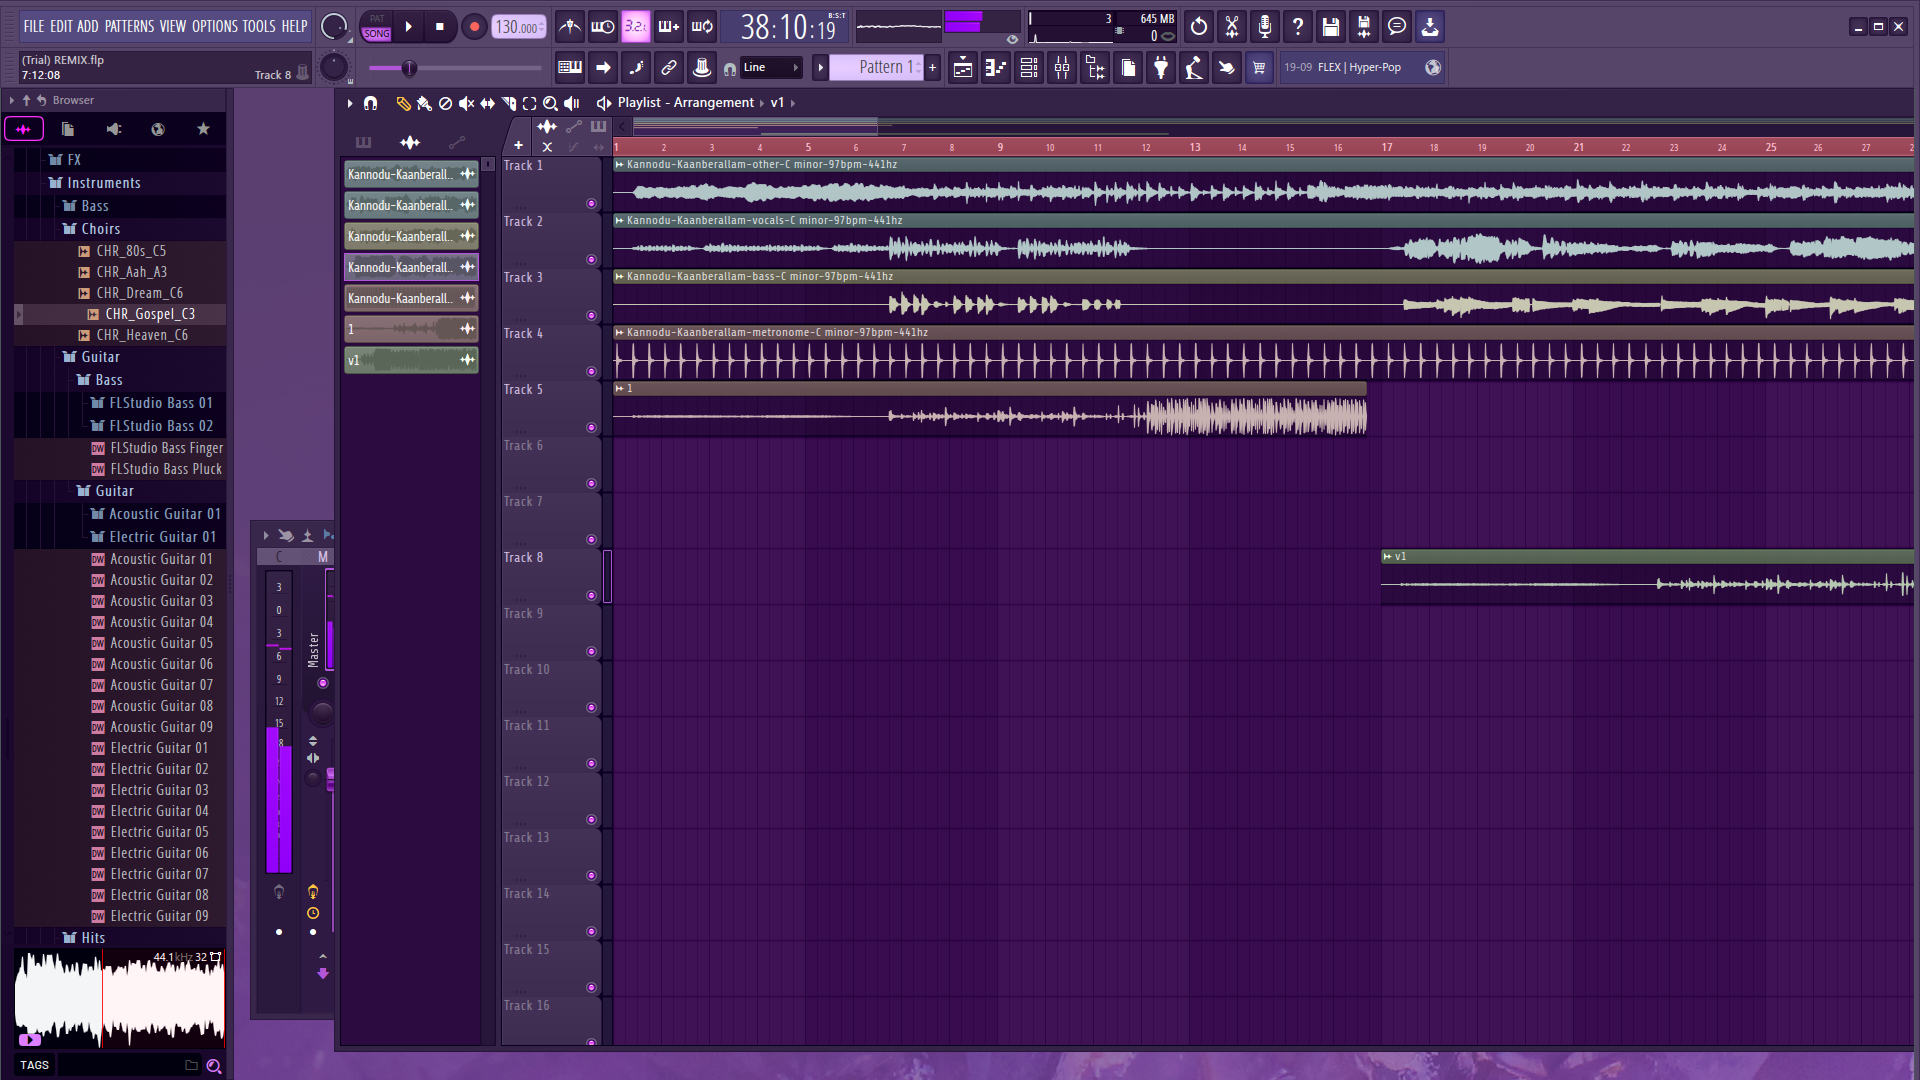 FILE EDIT ADD PATTERNS VIEW OPTIONS TOOLS HELP
PAT
SONG
130.000
3.2.
38:10:19
B:S:T
3
645 MB
0
(Trial) REMIX.flp
7:12:08
Track 8
Line
Pattern 1
+
19-09 FLEX | Hyper-Pop
Browser
Playlist - Arrangement
v1
FX
Instruments
Bass
Choirs
CHR_80s_C5
CHR_Aah_A3
CHR_Dream_C6
CHR_Gospel_C3
CHR_Heaven_C6
Guitar
Bass
FLStudio Bass 01
FLStudio Bass 02
FLStudio Bass Finger
FLStudio Bass Pluck
Guitar
Acoustic Guitar 01
Electric Guitar 01
Acoustic Guitar 01
Acoustic Guitar 02
Acoustic Guitar 03
Acoustic Guitar 04
Acoustic Guitar 05
Acoustic Guitar 06
Acoustic Guitar 07
Acoustic Guitar 08
Acoustic Guitar 09
Electric Guitar 01
Electric Guitar 02
Electric Guitar 03
Electric Guitar 04
Electric Guitar 05
Electric Guitar 06
Electric Guitar 07
Electric Guitar 08
Electric Guitar 09
Hits
44.1kHz 32
TAGS
C
M
3
0
3
6
9
12
15
8
Master
Kannodu-Kaanberall..
Kannodu-Kaanberall..
Kannodu-Kaanberall..
Kannodu-Kaanberall..
Kannodu-Kaanberall..
1
v1
1 2 3 4 5 6 7 8 9 10 11 12 13 14 15 16 17 18 19 20 21 22 23 24 25 26 27
Track 1
Kannodu-Kaanberallam-other-C minor-97bpm-441hz
Track 2
Kannodu-Kaanberallam-vocals-C minor-97bpm-441hz
Track 3
Kannodu-Kaanberallam-bass-C minor-97bpm-441hz
Track 4
Kannodu-Kaanberallam-metronome-C minor-97bpm-441hz
Track 5
1
Track 6
Track 7
Track 8
v1
Track 9
Track 10
Track 11
Track 12
Track 13
Track 14
Track 15
Track 16